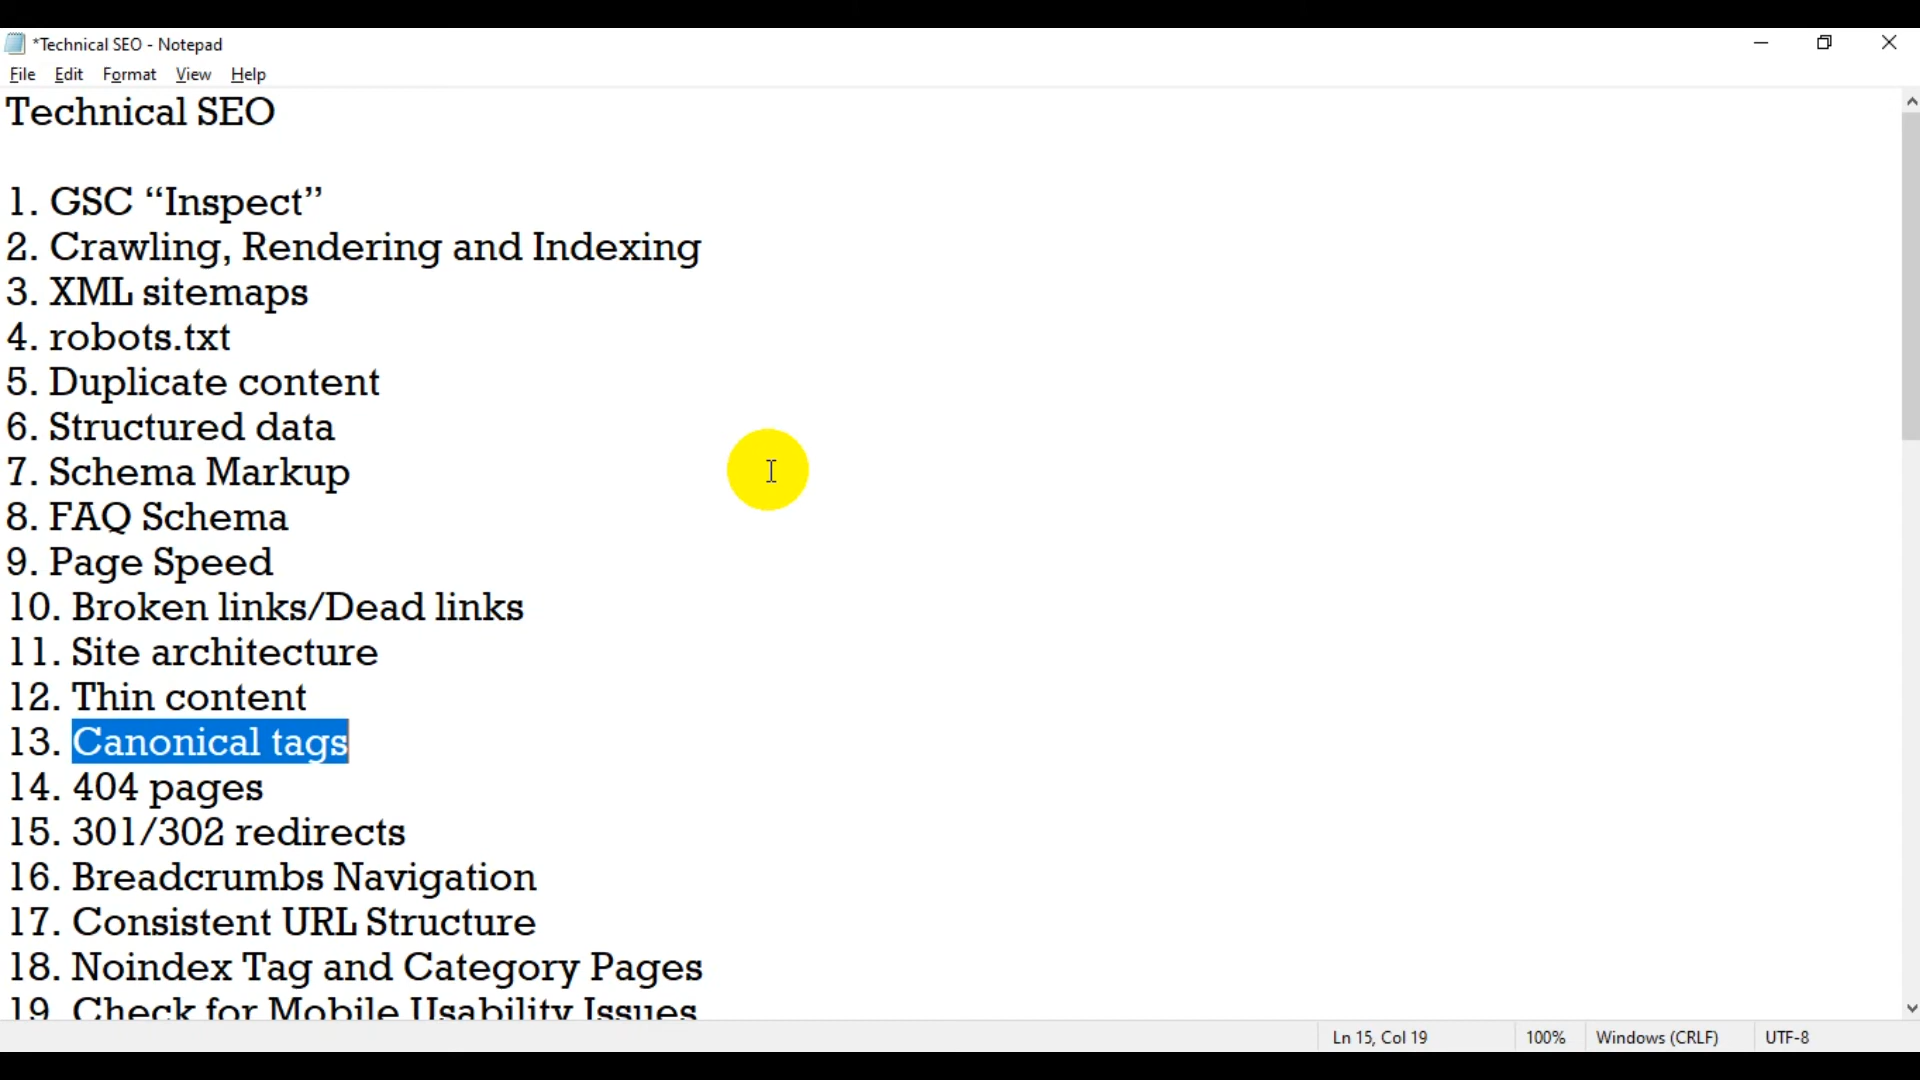 *Technical SEO - Notepad
File Edit Format View Help
Technical SEO
1. GSC “Inspect”
2. Crawling, Rendering and Indexing
3. XML sitemaps
4. robots.txt
5. Duplicate content
6. Structured data
7. Schema Markup
8. FAQ Schema
9. Page Speed
10. Broken links/Dead links
11. Site architecture
12. Thin content
13. Canonical tags
14. 404 pages
15. 301/302 redirects
16. Breadcrumbs Navigation
17. Consistent URL Structure
18. Noindex Tag and Category Pages
19. Check for Mobile Usability Issues
Ln 15, Col 19 100% Windows (CRLF) UTF-8